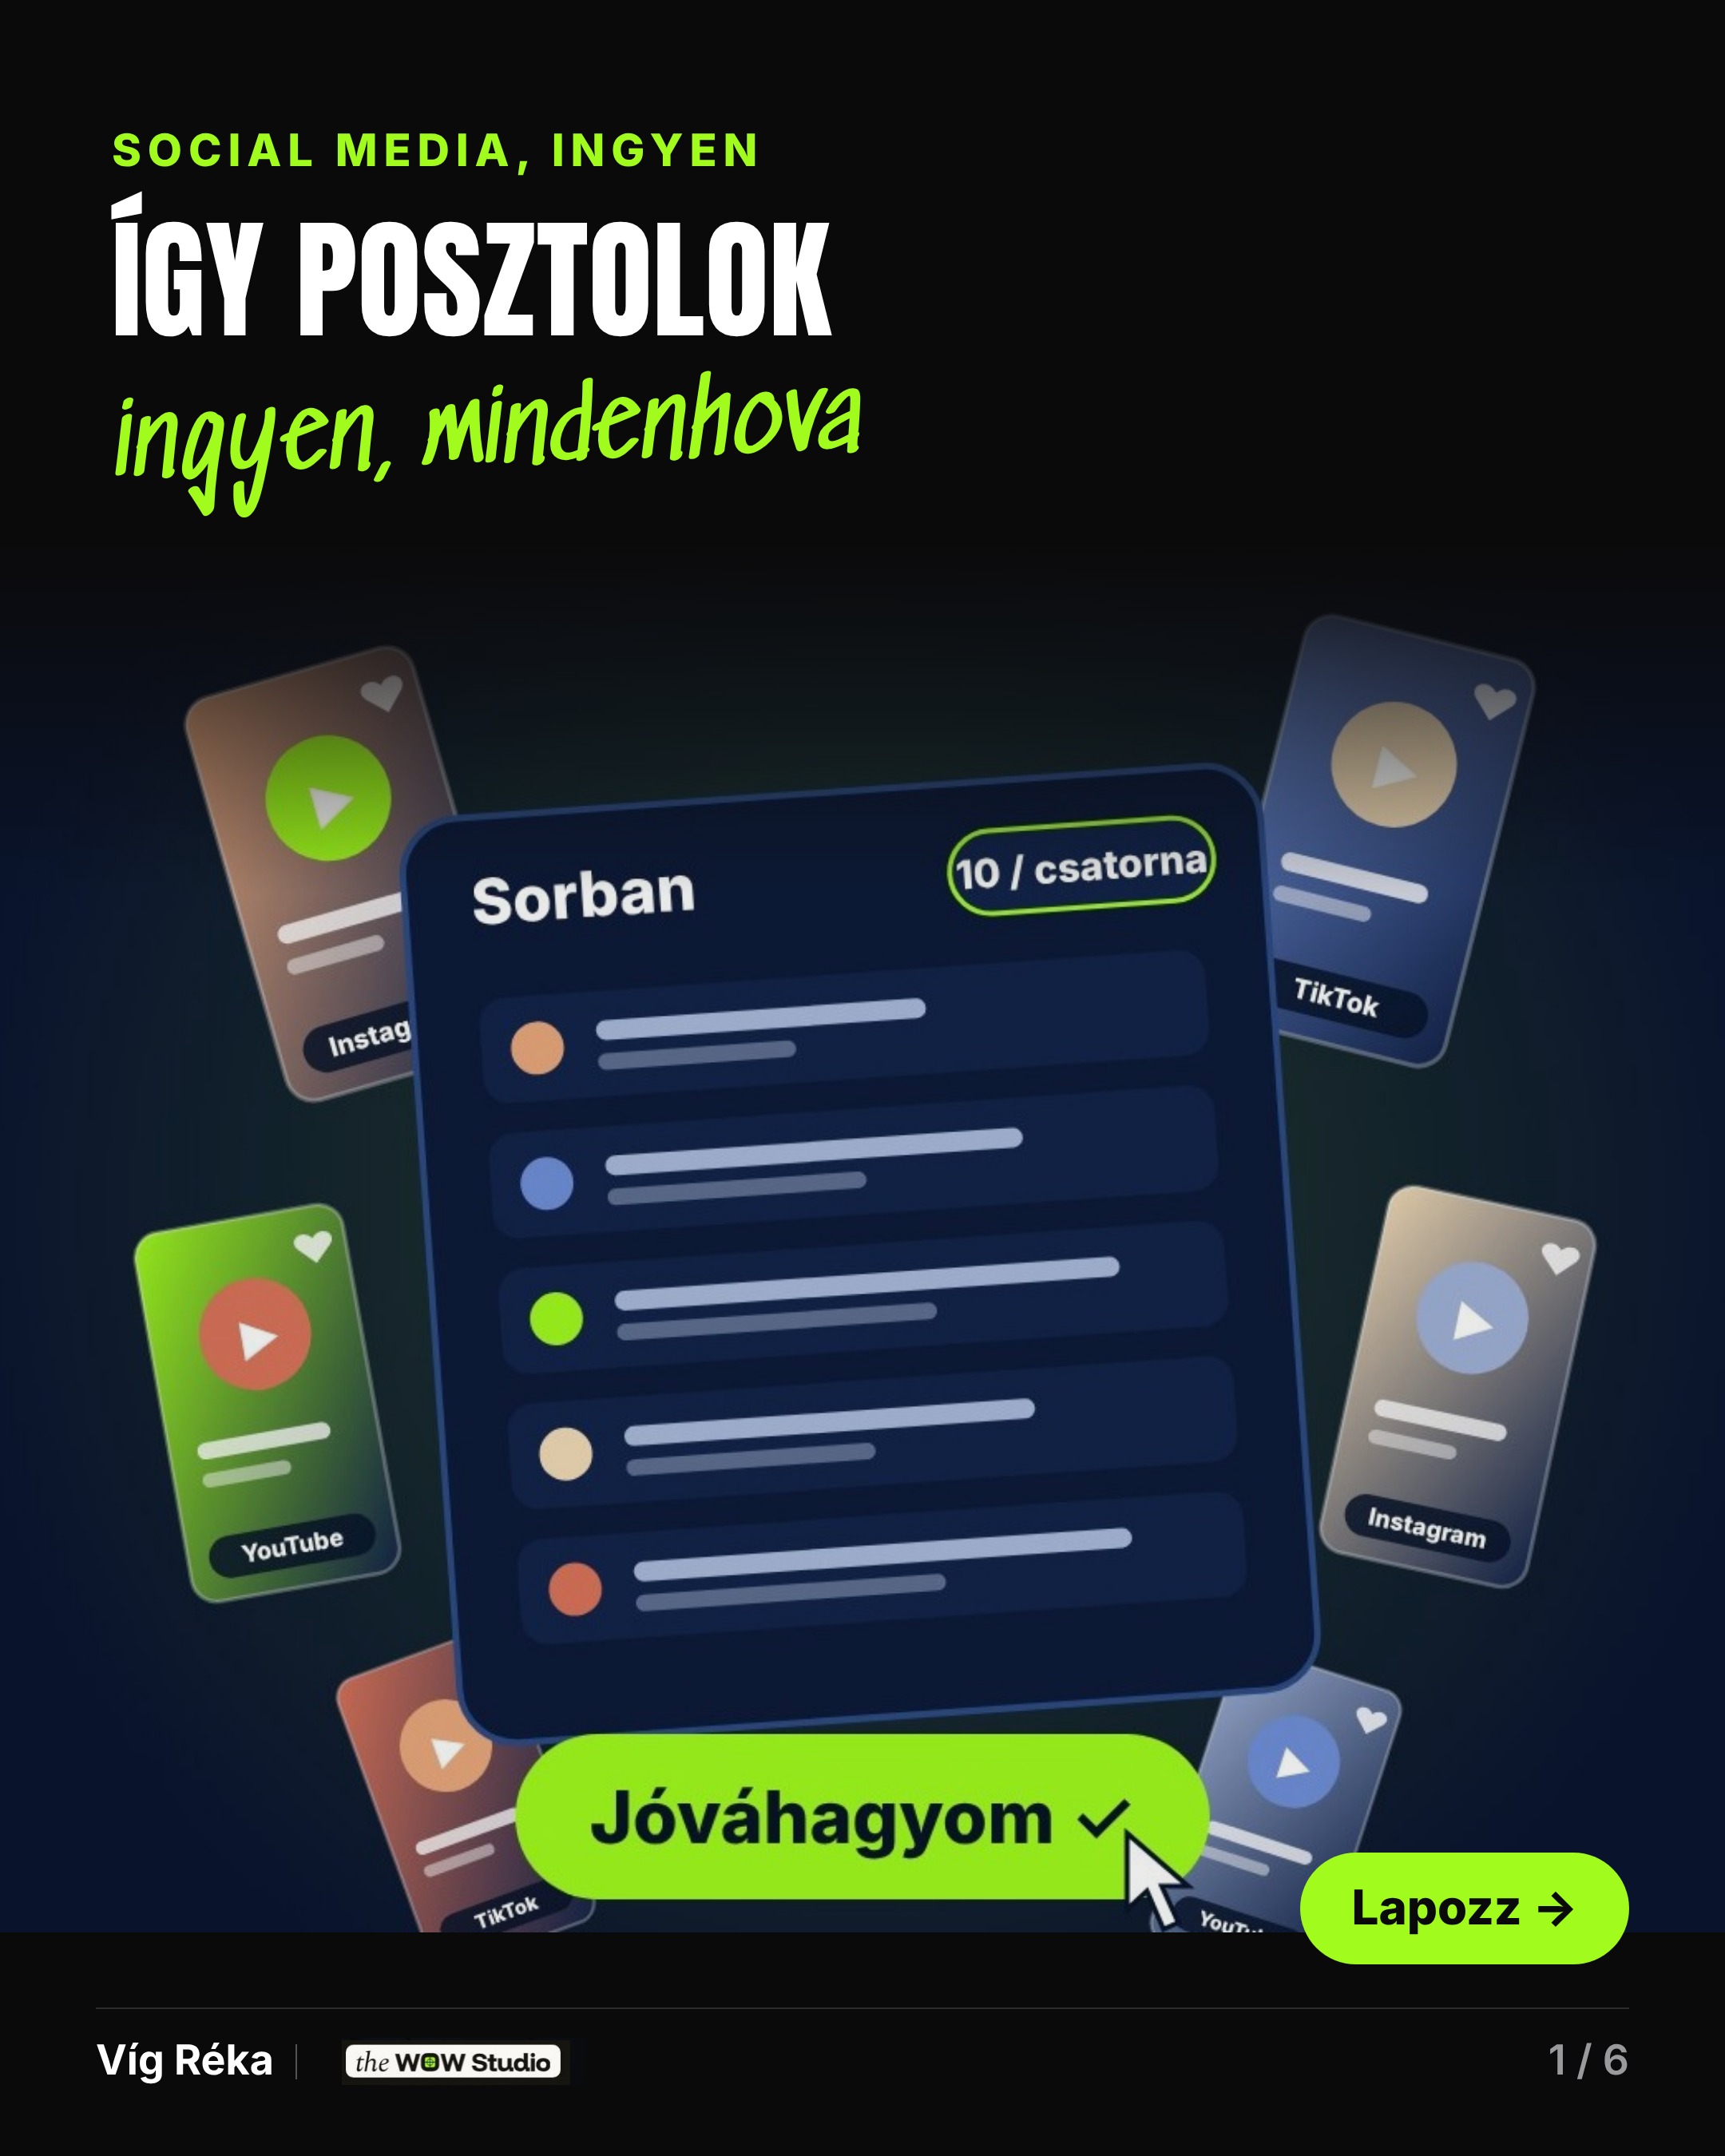 SOCIAL MEDIA, INGYEN
ÍGY POSZTOLOK
ingyen, mindenhova
Sorban
10 / csatorna
Instag
TikTok
YouTube
Instagram
Jóváhagyom ✓
TikTok
YouTu
Lapozz →
Víg Réka
the WOW Studio
1 / 6